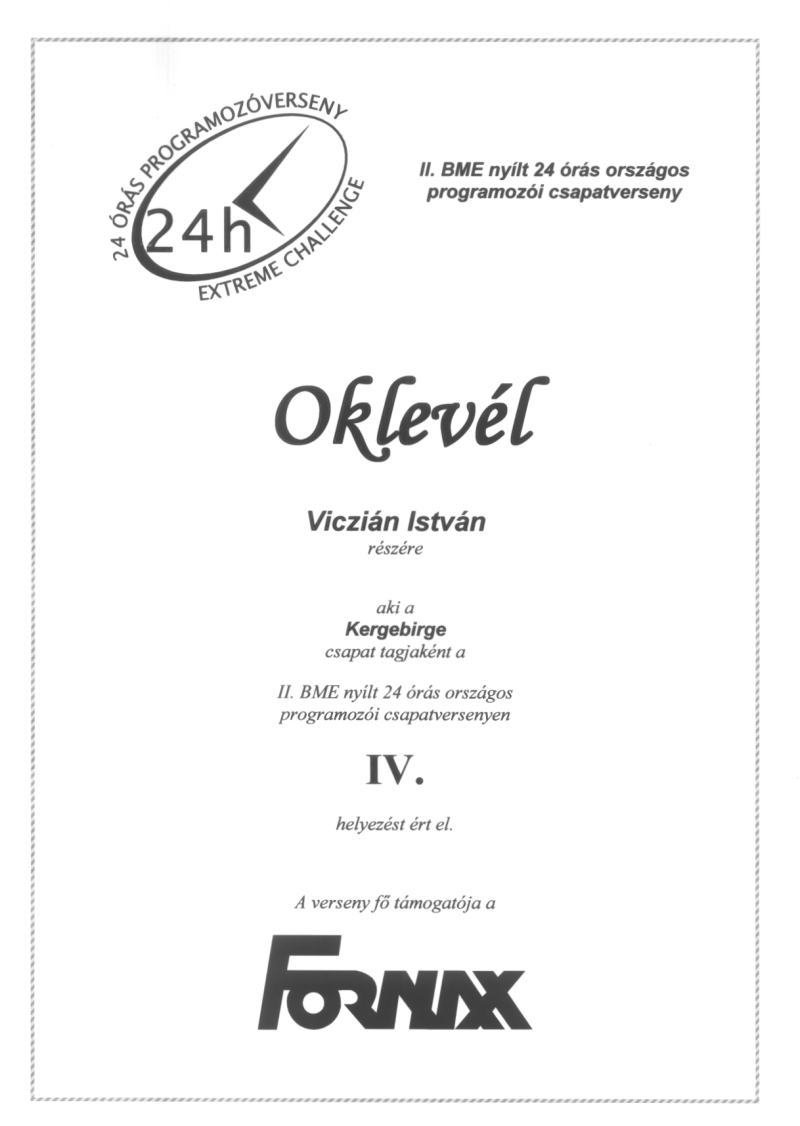 24 ÓRÁS PROGRAMOZÓVERSENY
24h
EXTREME CHALLENGE
II. BME nyílt 24 órás országos
programozói csapatverseny
Oklevél
Viczián István
részére
aki a
Kergebirge
csapat tagjaként a
II. BME nyílt 24 órás országos
programozói csapatversenyen
IV.
helyezést ért el.
A verseny fő támogatója a
FORNAX